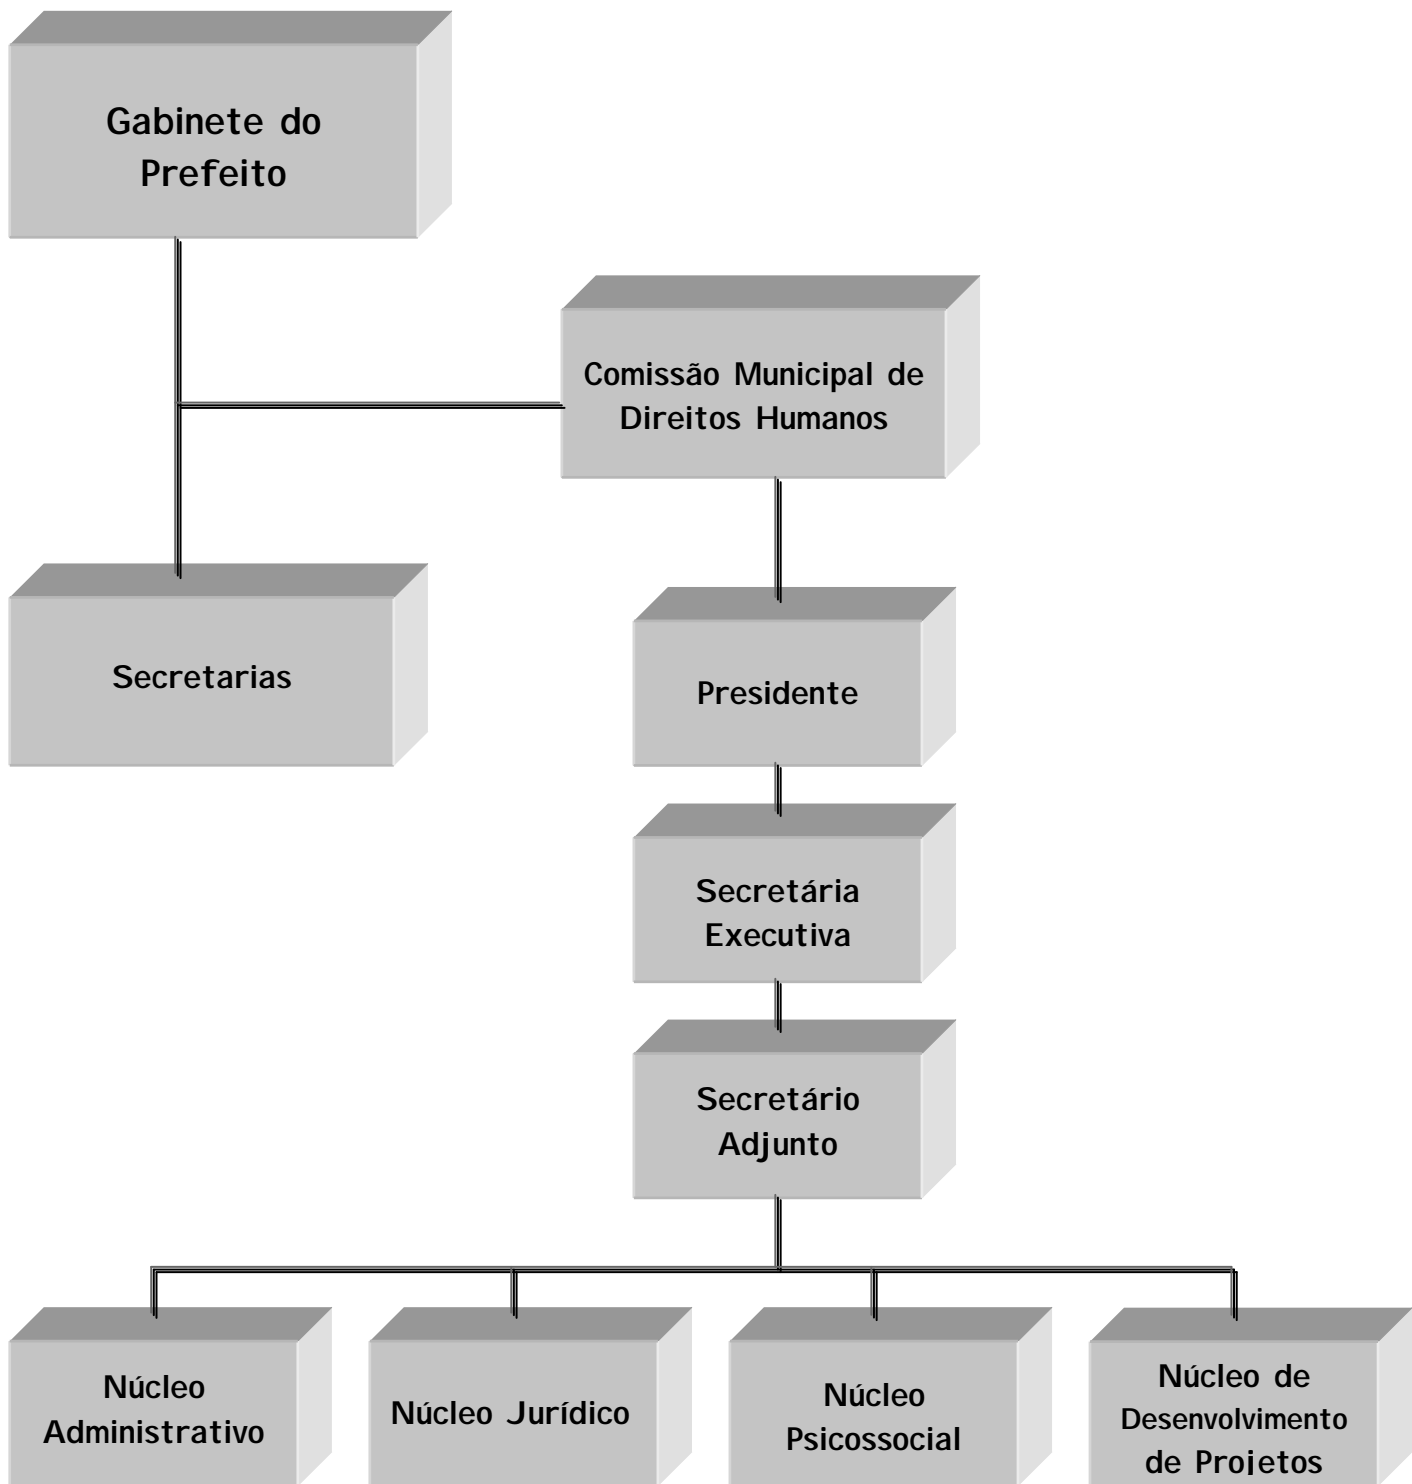 Gabinete do
Prefeito
Comissão Municipal de
Direitos Humanos
Secretarias
Presidente
Secretária
Executiva
Secretário
Adjunto
Núcleo
Administrativo
Núcleo Jurídico
Núcleo
Psicossocial
Núcleo de
Desenvolvimento
de Projetos